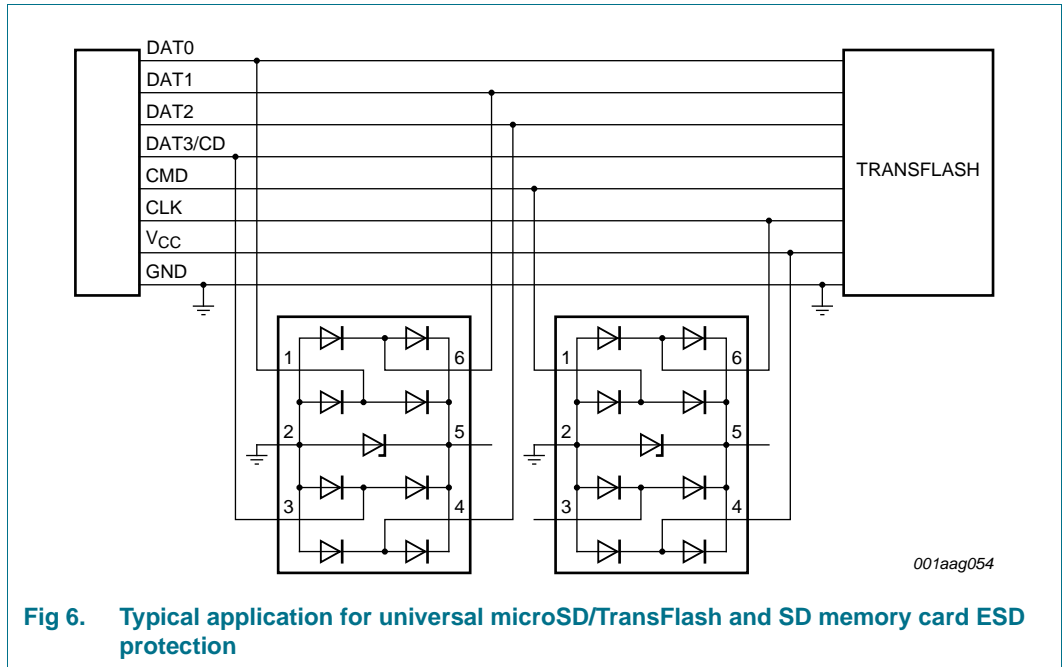 DAT0
DAT1
DAT2
DAT3/CD
CMD
CLK
VCC
GND
TRANSFLASH
1
6
2
5
3
4
1
6
2
5
3
4
001aag054
Fig 6. Typical application for universal microSD/TransFlash and SD memory card ESD
protection